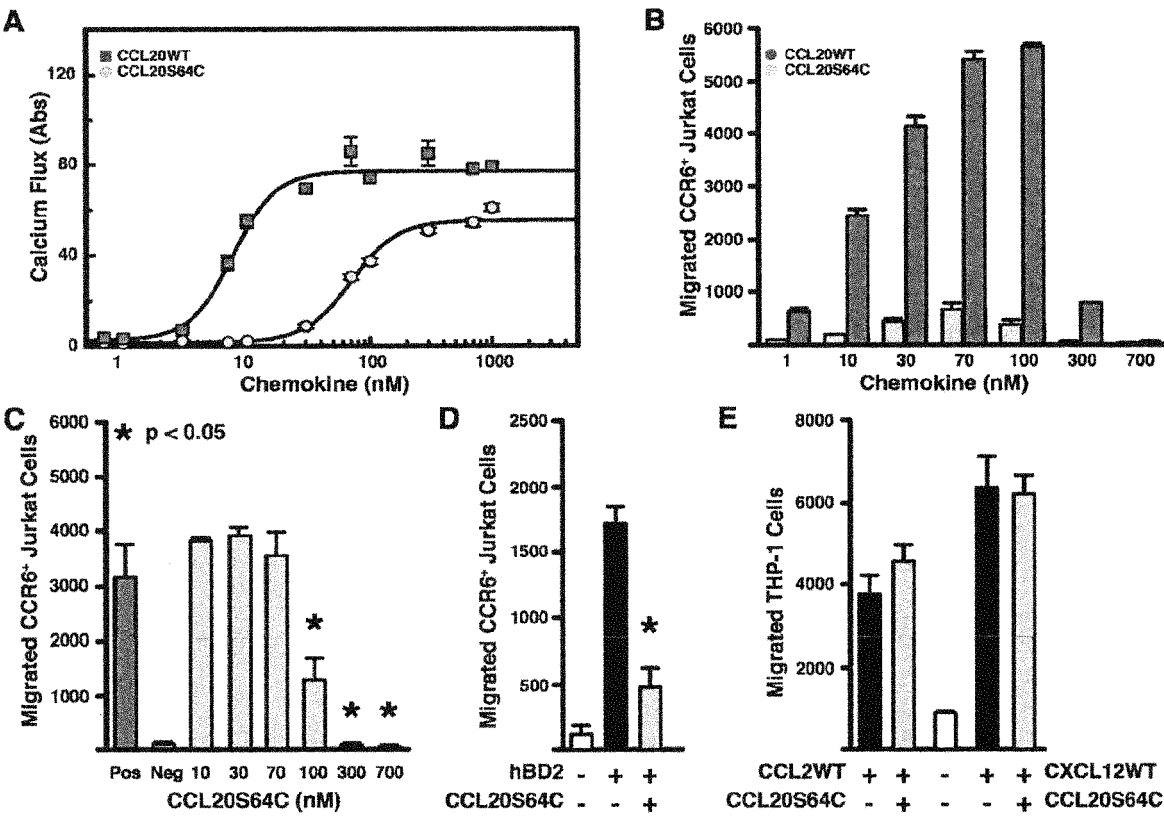 A
CCL20WT
CCL20S64C
Calcium Flux (Abs)
120
80
40
0
1 10 100 1000
Chemokine (nM)
B
CCL20WT
CCL20S64C
Migrated CCR6+ Jurkat Cells
6000
5000
4000
3000
2000
1000
1 10 30 70 100 300 700
Chemokine (nM)
C
★ p < 0.05
Migrated CCR6+ Jurkat Cells
6000
5000
4000
3000
2000
1000
★
★ ★
Pos Neg 10 30 70 100 300 700
CCL20S64C (nM)
D
Migrated CCR6+ Jurkat Cells
2500
2000
1500
1000
500
★
hBD2 - + +
CCL20S64C - - +
E
Migrated THP-1 Cells
8000
6000
4000
2000
CCL2WT + + - + + CXCL12WT
CCL20S64C - + - - + CCL20S64C